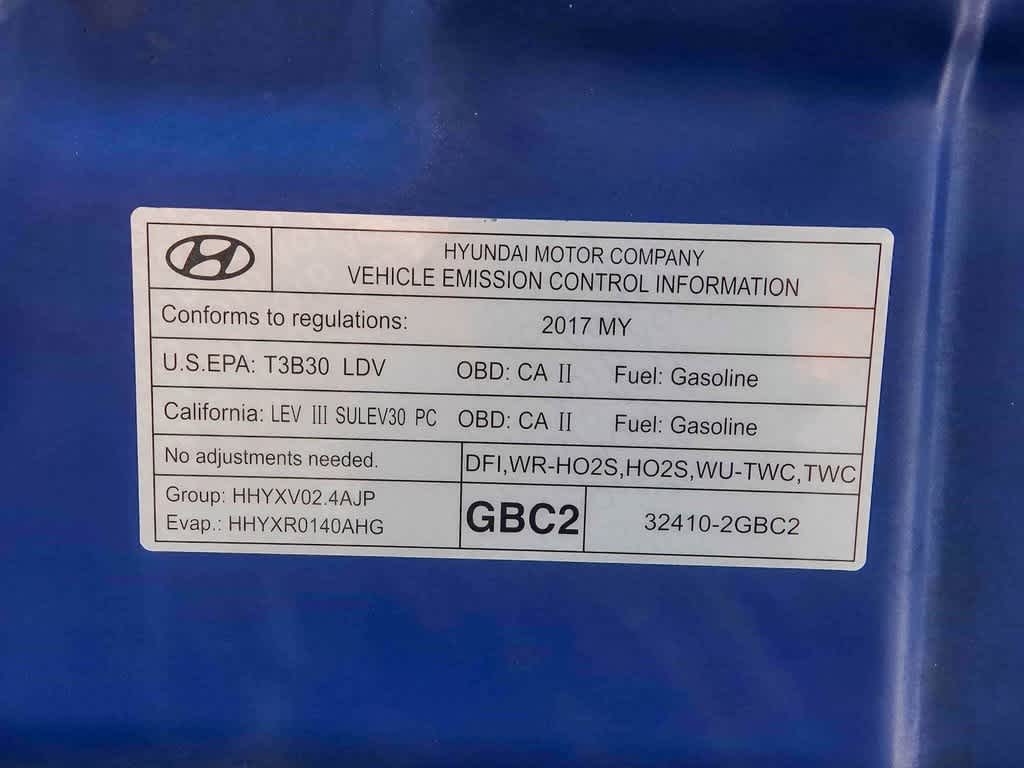 HYUNDAI MOTOR COMPANY
VEHICLE EMISSION CONTROL INFORMATION
Conforms to regulations: 2017 MY
U.S.EPA: T3B30 LDV OBD: CA II Fuel: Gasoline
California: LEV III SULEV30 PC OBD: CA II Fuel: Gasoline
No adjustments needed. DFI,WR-HO2S,HO2S,WU-TWC,TWC
Group: HHYXV02.4AJP
Evap.: HHYXR0140AHG
GBC2 32410-2GBC2